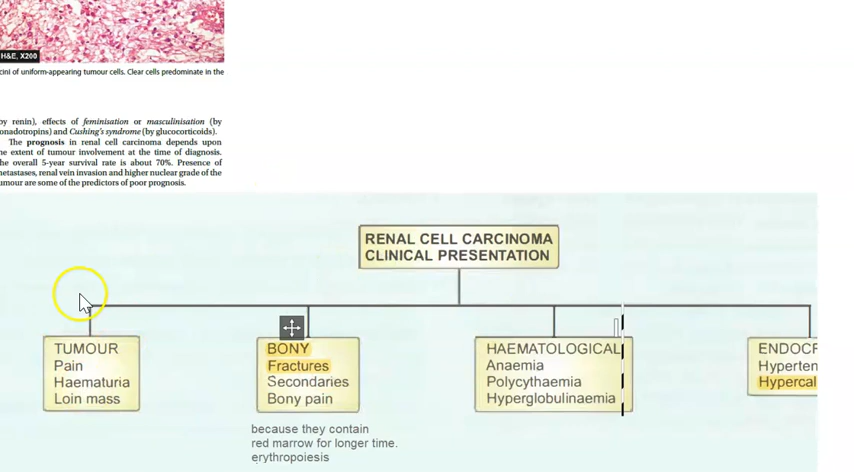 H&E, X200
cini of uniform-appearing tumour cells. Clear cells predominate in the
by renin), effects of feminisation or masculinisation (by
onadotropins) and Cushing's syndrome (by glucocorticoids).
The prognosis in renal cell carcinoma depends upon
he extent of tumour involvement at the time of diagnosis.
he overall 5-year survival rate is about 70%. Presence of
metastases, renal vein invasion and higher nuclear grade of the
umour are some of the predictors of poor prognosis.
RENAL CELL CARCINOMA
CLINICAL PRESENTATION
TUMOUR
Pain
Haematuria
Loin mass
BONY
Fractures
Secondaries
Bony pain
HAEMATOLOGICAL
Anaemia
Polycythaemia
Hyperglobulinaemia
ENDOCR
Hyperten
Hypercal
because they contain
red marrow for longer time.
erythropoiesis